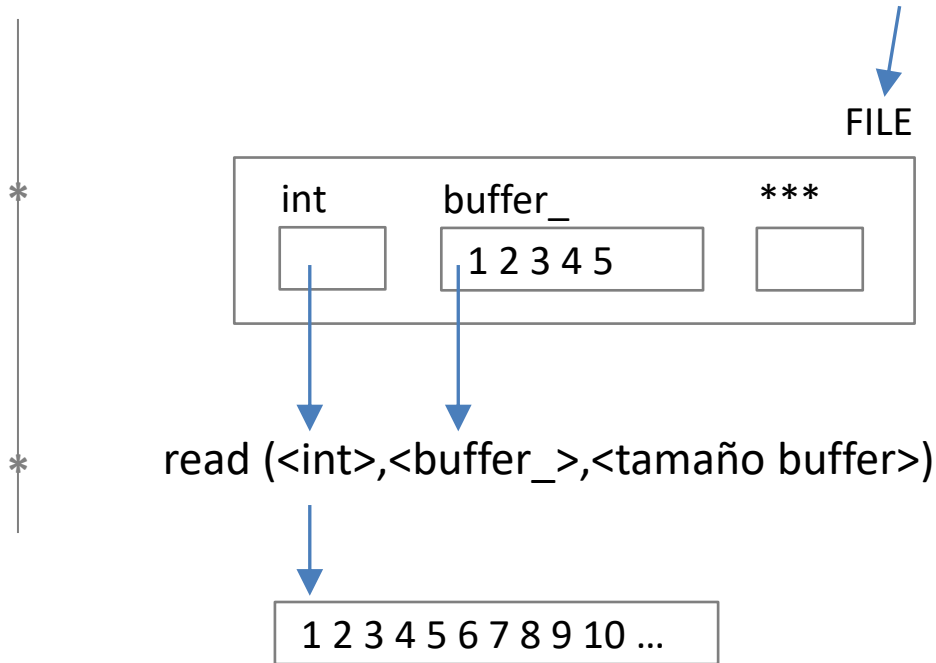 FILE
*
int buffer_ ***
1 2 3 4 5
*
read (<int>,<buffer_>,<tamaño buffer>)
1 2 3 4 5 6 7 8 9 10 ...